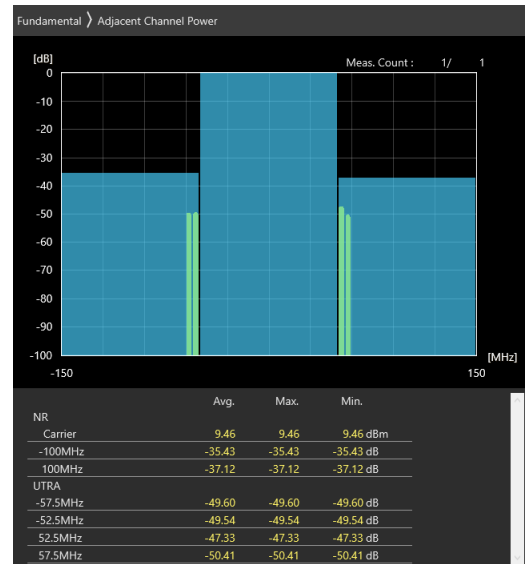 Fundamental 〉 Adjacent Channel Power
[dB]
Meas. Count : 1/ 1
0
-10
-20
-30
-40
-50
-60
-70
-80
-90
-100
[MHz]
-150 150
Avg. Max. Min.
NR
Carrier 9.46 9.46 9.46 dBm
-100MHz -35.43 -35.43 -35.43 dB
100MHz -37.12 -37.12 -37.12 dB
UTRA
-57.5MHz -49.60 -49.60 -49.60 dB
-52.5MHz -49.54 -49.54 -49.54 dB
52.5MHz -47.33 -47.33 -47.33 dB
57.5MHz -50.41 -50.41 -50.41 dB